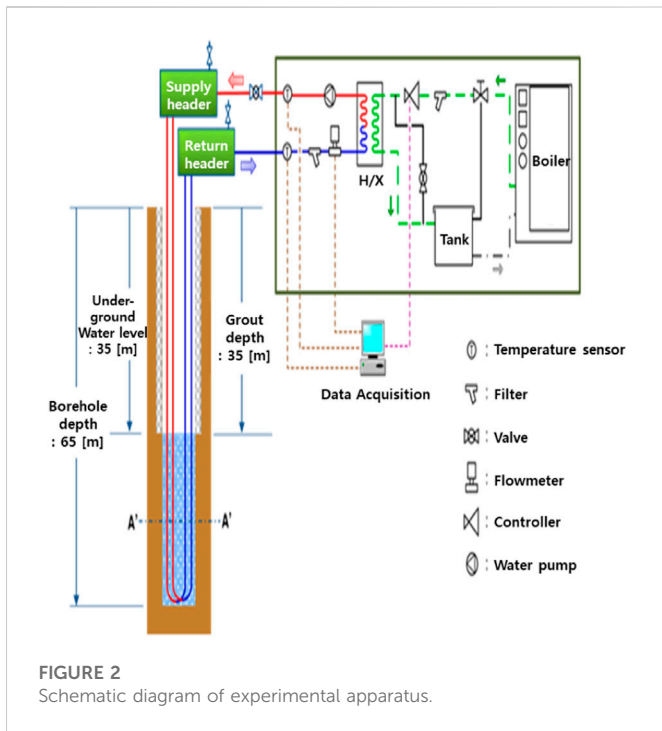 Supply
header
Return
header
H/X
Boiler
Tank
Under-
ground
Water level
: 35 [m]
Grout
depth
: 35 [m]
Borehole
depth
: 65 [m]
A'
A'
Data Acquisition
: Temperature sensor
: Filter
: Valve
: Flowmeter
: Controller
: Water pump
FIGURE 2
Schematic diagram of experimental apparatus.